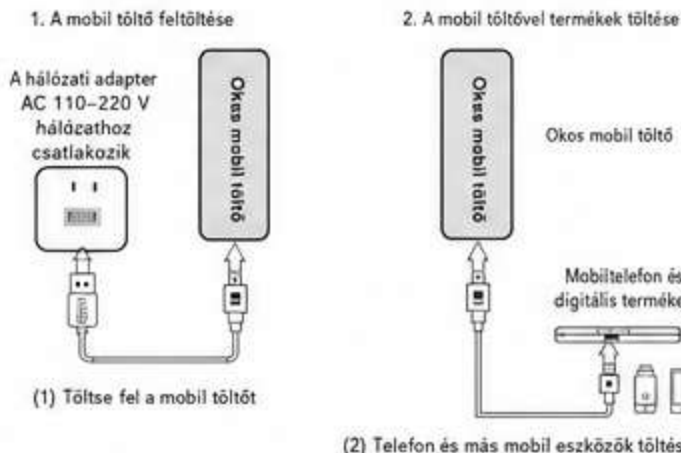 1. A mobil töltő feltöltése
A hálózati adapter
AC 110–220 V
hálózathoz
csatlakozik
Okas mobil töltő
(1) Töltse fel a mobil töltőt
2. A mobil töltővel termékek töltése
Okas mobil töltő
Okos mobil töltő
Mobiltelefon és
digitális terméke
(2) Telefon és más mobil eszközök töltés